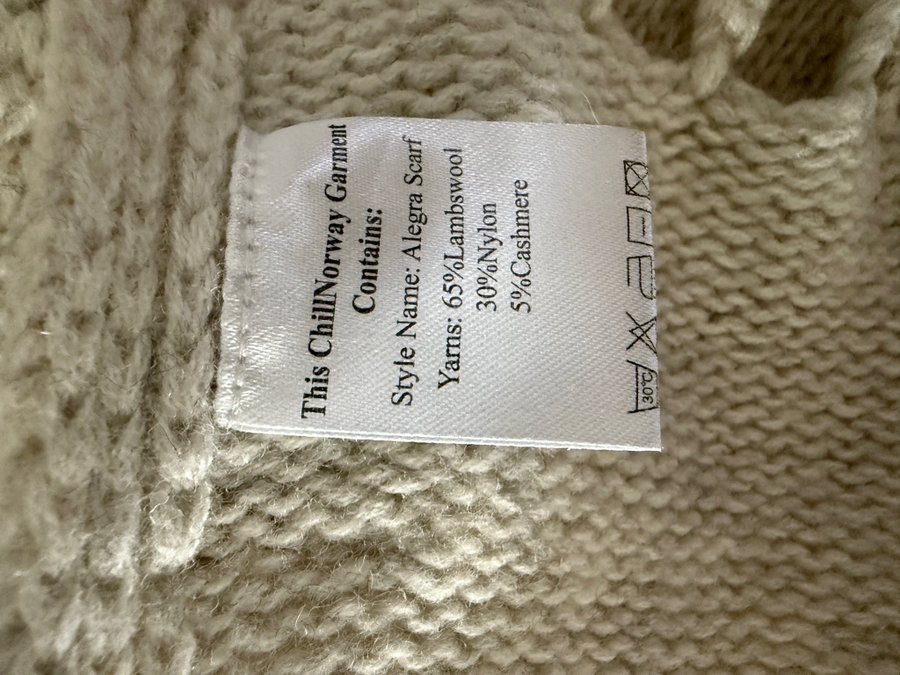 This ChillNorway Garment
Contains:
Style Name: Alegra Scarf
Yarns: 65%Lambswool
30%Nylon
5%Cashmere
30°C